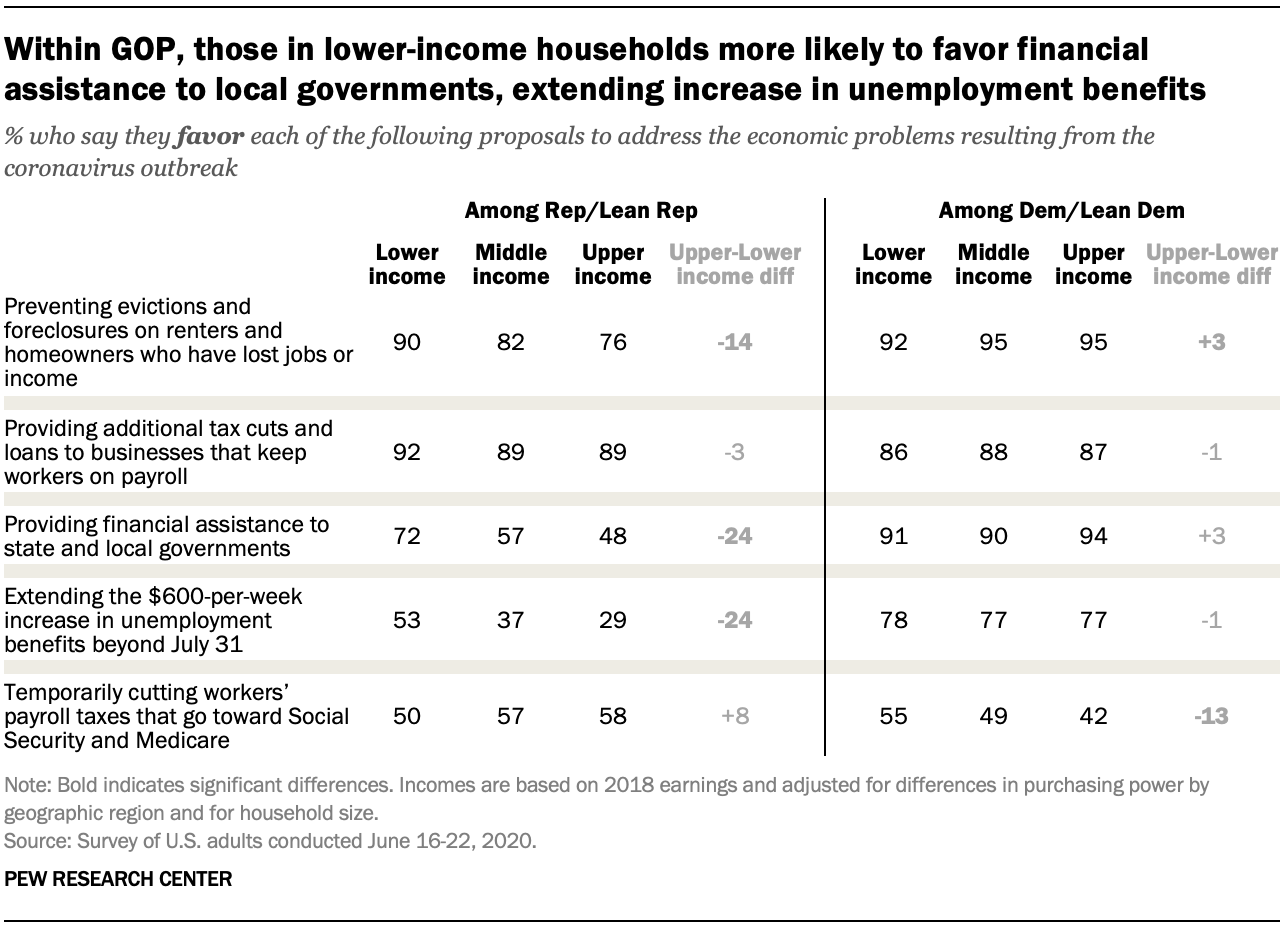 Within GOP, those in lower-income households more likely to favor financial
assistance to local governments, extending increase in unemployment benefits
% who say they favor each of the following proposals to address the economic problems resulting from the
coronavirus outbreak
Among Rep/Lean Rep Among Dem/Lean Dem
Lower Middle Upper Upper-Lower Lower Middle Upper Upper-Lower
income income income income diff income income income income diff
Preventing evictions and
foreclosures on renters and
homeowners who have lost jobs or
income
90 82 76 -14 92 95 95 +3
Providing additional tax cuts and
loans to businesses that keep
workers on payroll
92 89 89 -3 86 88 87 -1
Providing financial assistance to
state and local governments
72 57 48 -24 91 90 94 +3
Extending the $600-per-week
increase in unemployment
benefits beyond July 31
53 37 29 -24 78 77 77 -1
Temporarily cutting workers’
payroll taxes that go toward Social
Security and Medicare
50 57 58 +8 55 49 42 -13
Note: Bold indicates significant differences. Incomes are based on 2018 earnings and adjusted for differences in purchasing power by
geographic region and for household size.
Source: Survey of U.S. adults conducted June 16-22, 2020.
PEW RESEARCH CENTER